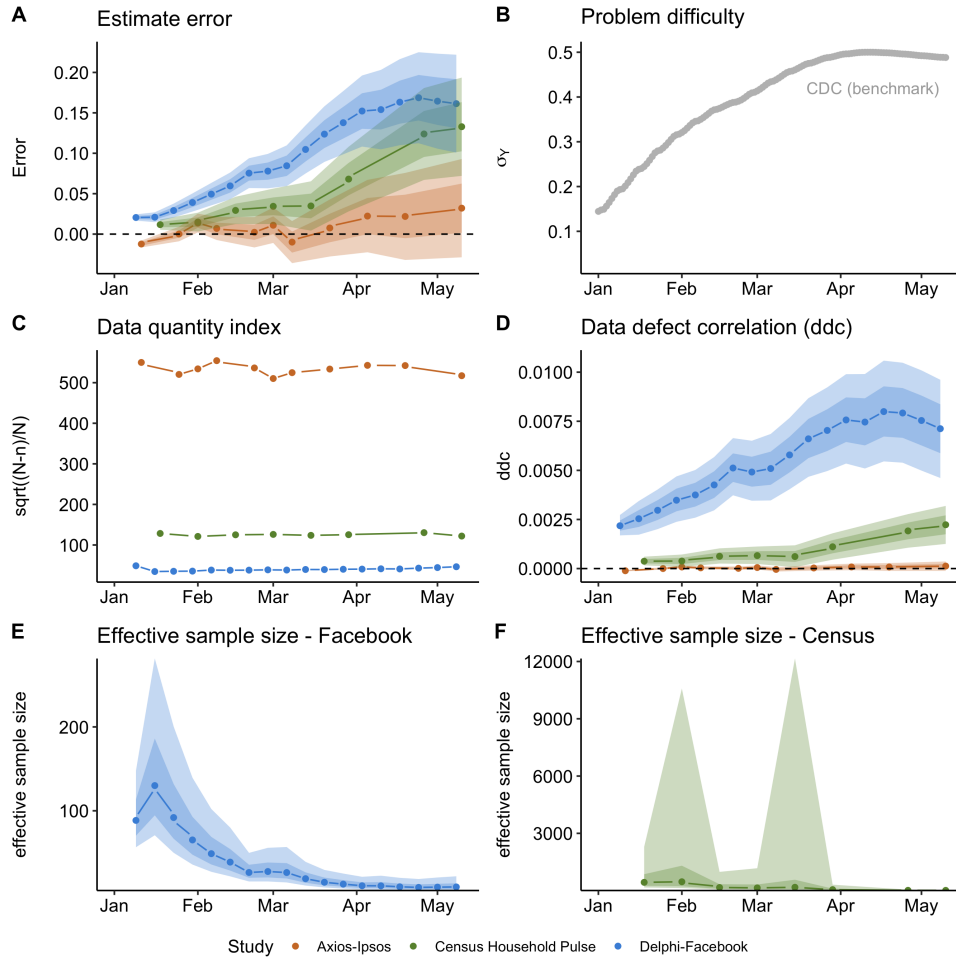 A Estimate error
0.20
0.15
0.10
0.05
0.00
Error
Jan Feb Mar Apr May
B Problem difficulty
0.5
0.4
0.3
0.2
0.1
σY
CDC (benchmark)
Jan Feb Mar Apr May
C Data quantity index
500
400
300
200
100
sqrt((N-n)/N)
Jan Feb Mar Apr May
D Data defect correlation (ddc)
0.0100
0.0075
0.0050
0.0025
0.0000
ddc
Jan Feb Mar Apr May
E Effective sample size - Facebook
200
100
effective sample size
Jan Feb Mar Apr May
F Effective sample size - Census
12000
9000
6000
3000
effective sample size
Jan Feb Mar Apr May
Study Axios-Ipsos Census Household Pulse Delphi-Facebook